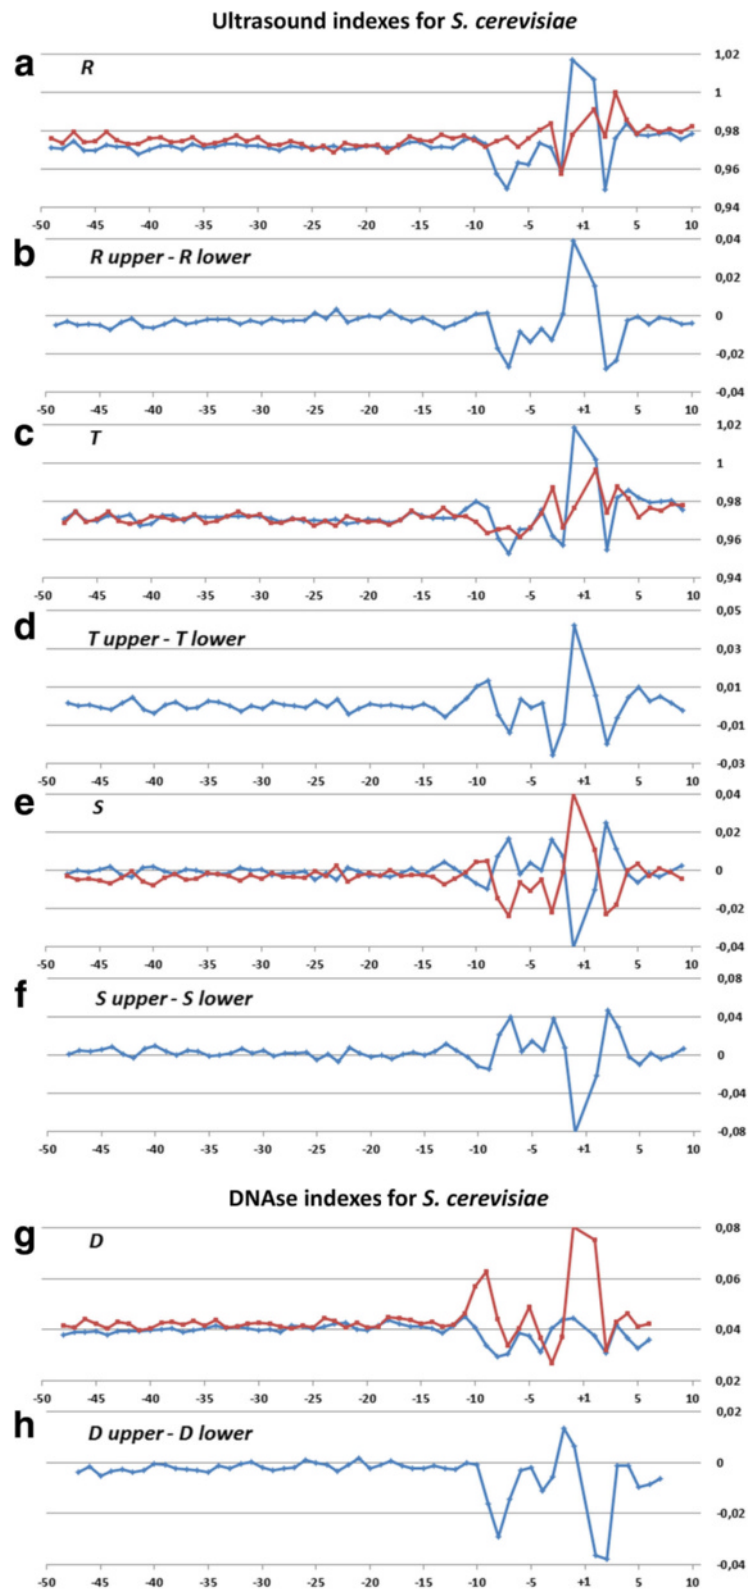 Ultrasound indexes for S. cerevisiae
a R
1,02
1
0,98
0,96
0,94
-50 -45 -40 -35 -30 -25 -20 -15 -10 -5 +1 5 10
b R upper - R lower
0,04
0,02
0
-0,02
-0,04
-50 -45 -40 -35 -30 -25 -20 -15 -10 -5 +1 5 10
c T
1,02
1
0,98
0,96
0,94
-50 -45 -40 -35 -30 -25 -20 -15 -10 -5 +1 5 10
d T upper - T lower
0,05
0,03
0,01
-0,01
-0,03
-50 -45 -40 -35 -30 -25 -20 -15 -10 -5 +1 5 10
e S
0,04
0,02
0
-0,02
-0,04
-50 -45 -40 -35 -30 -25 -20 -15 -10 -5 +1 5 10
f S upper - S lower
0,08
0,04
0
-0,04
-0,08
-50 -45 -40 -35 -30 -25 -20 -15 -10 -5 +1 5 10
DNAse indexes for S. cerevisiae
g D
0,08
0,06
0,04
0,02
-50 -45 -40 -35 -30 -25 -20 -15 -10 -5 +1 5 10
h D upper - D lower
0,02
0
-0,02
-0,04
-50 -45 -40 -35 -30 -25 -20 -15 -10 -5 +1 5 10